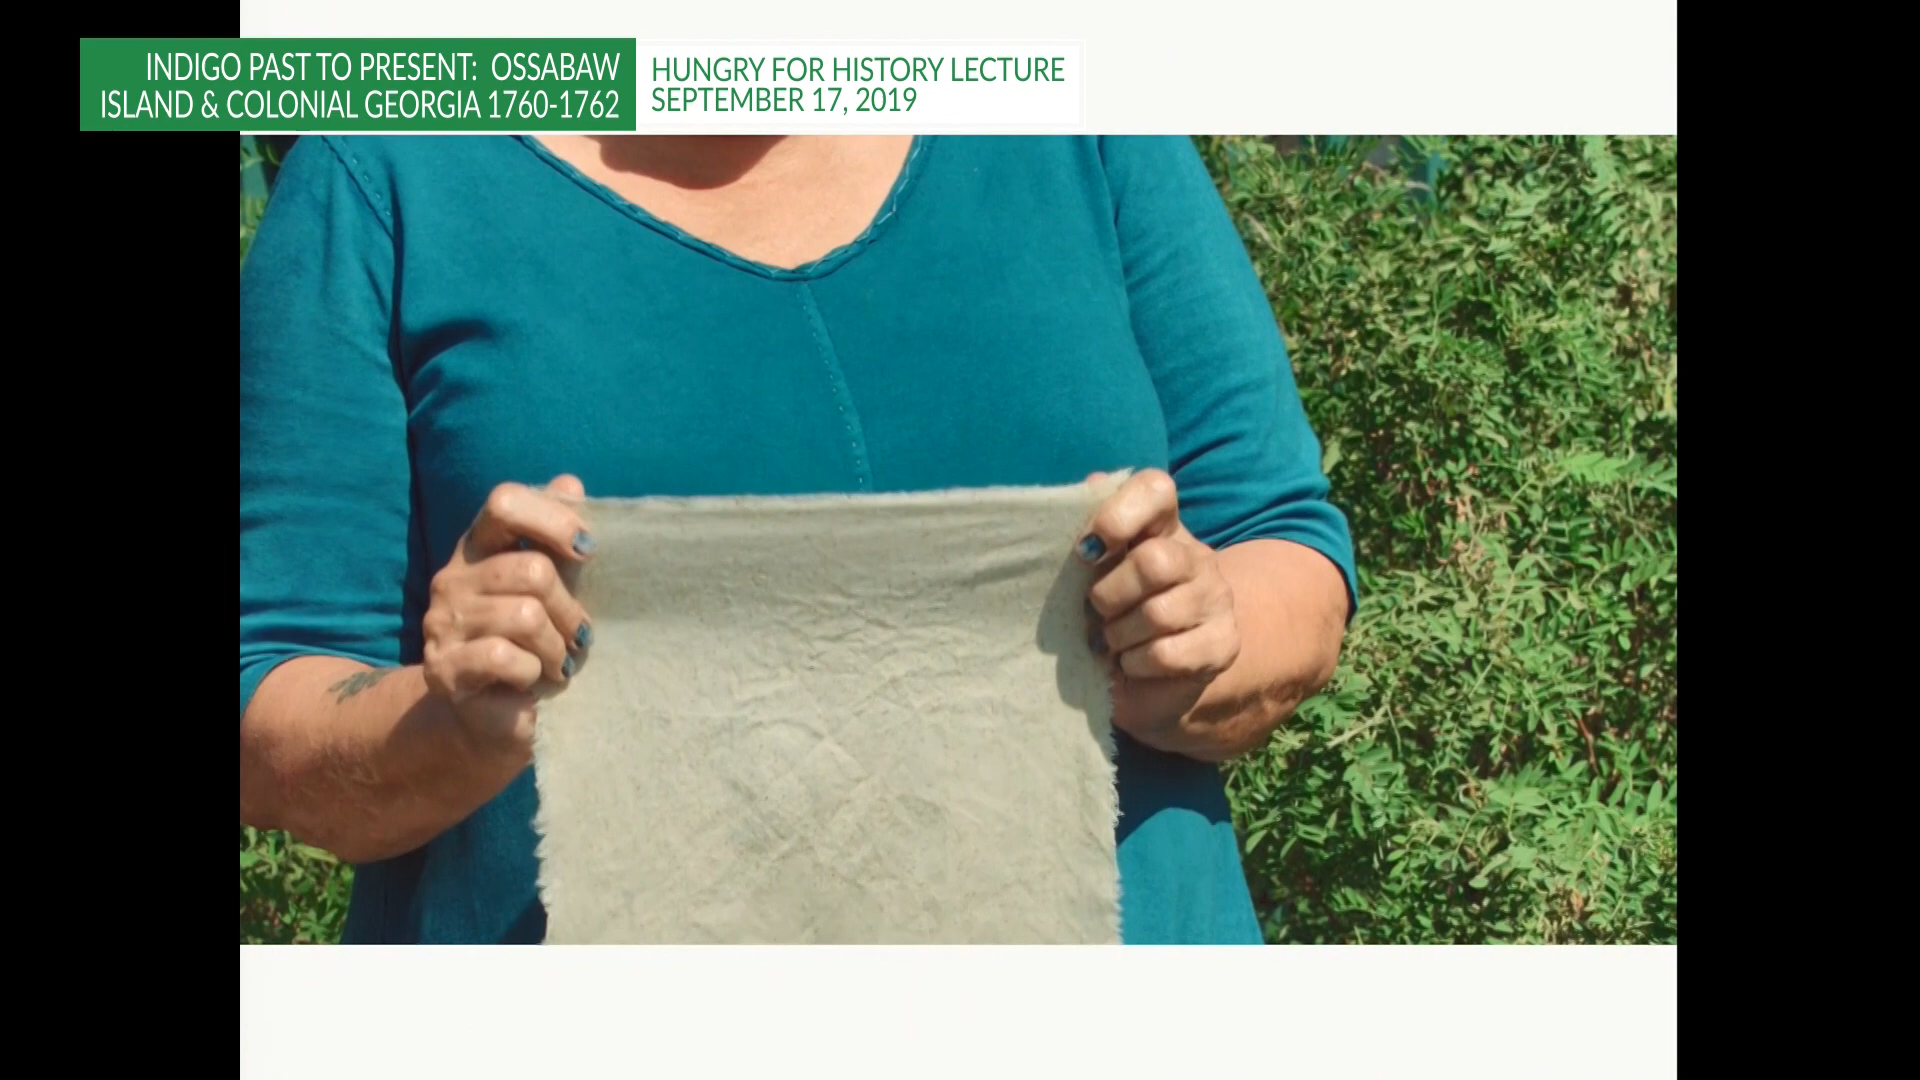 INDIGO PAST TO PRESENT: OSSABAW
ISLAND & COLONIAL GEORGIA 1760-1762
HUNGRY FOR HISTORY LECTURE
SEPTEMBER 17, 2019